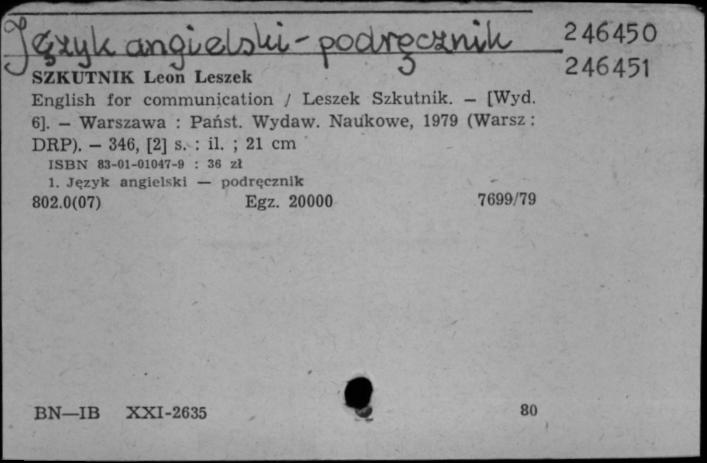 Język angielski - podręcznik 246450
246451
SZKUTNIK Leon Leszek
English for communication / Leszek Szkutnik. — [Wyd.
6]. — Warszawa : Państ. Wydaw. Naukowe, 1979 (Warsz :
DRP). — 346, [2] s. : il. ; 21 cm
ISBN 83-01-01047-9 : 36 zł
1. Język angielski — podręcznik
802.0(07) Egz. 20000 7699/79
BN—IB XXI-2635 80